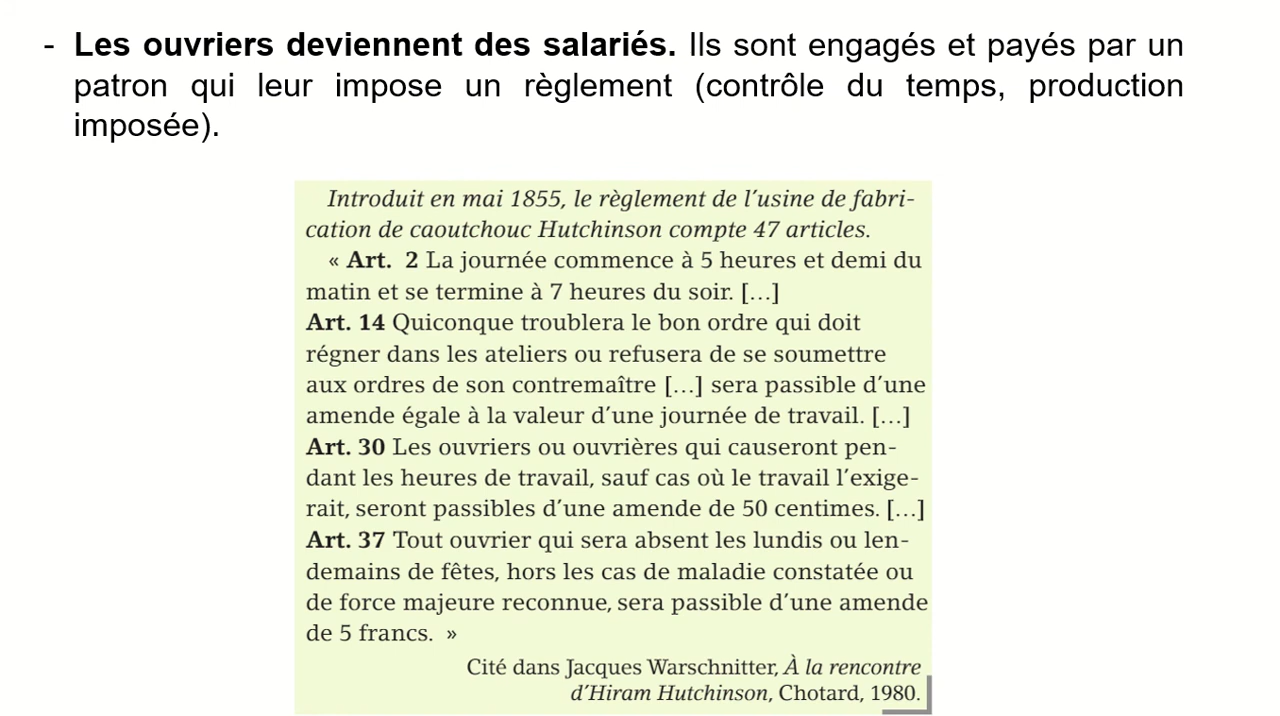 - Les ouvriers deviennent des salariés. Ils sont engagés et payés par un
patron qui leur impose un règlement (contrôle du temps, production
imposée).
Introduit en mai 1855, le règlement de l'usine de fabri-
cation de caoutchouc Hutchinson compte 47 articles.
« Art. 2 La journée commence à 5 heures et demi du
matin et se termine à 7 heures du soir. […]
Art. 14 Quiconque troublera le bon ordre qui doit
régner dans les ateliers ou refusera de se soumettre
aux ordres de son contremaître […] sera passible d'une
amende égale à la valeur d'une journée de travail. […]
Art. 30 Les ouvriers ou ouvrières qui causeront pen-
dant les heures de travail, sauf cas où le travail l'exige-
rait, seront passibles d'une amende de 50 centimes. […]
Art. 37 Tout ouvrier qui sera absent les lundis ou len-
demains de fêtes, hors les cas de maladie constatée ou
de force majeure reconnue, sera passible d'une amende
de 5 francs. »
Cité dans Jacques Warschnitter, À la rencontre
d'Hiram Hutchinson, Chotard, 1980.